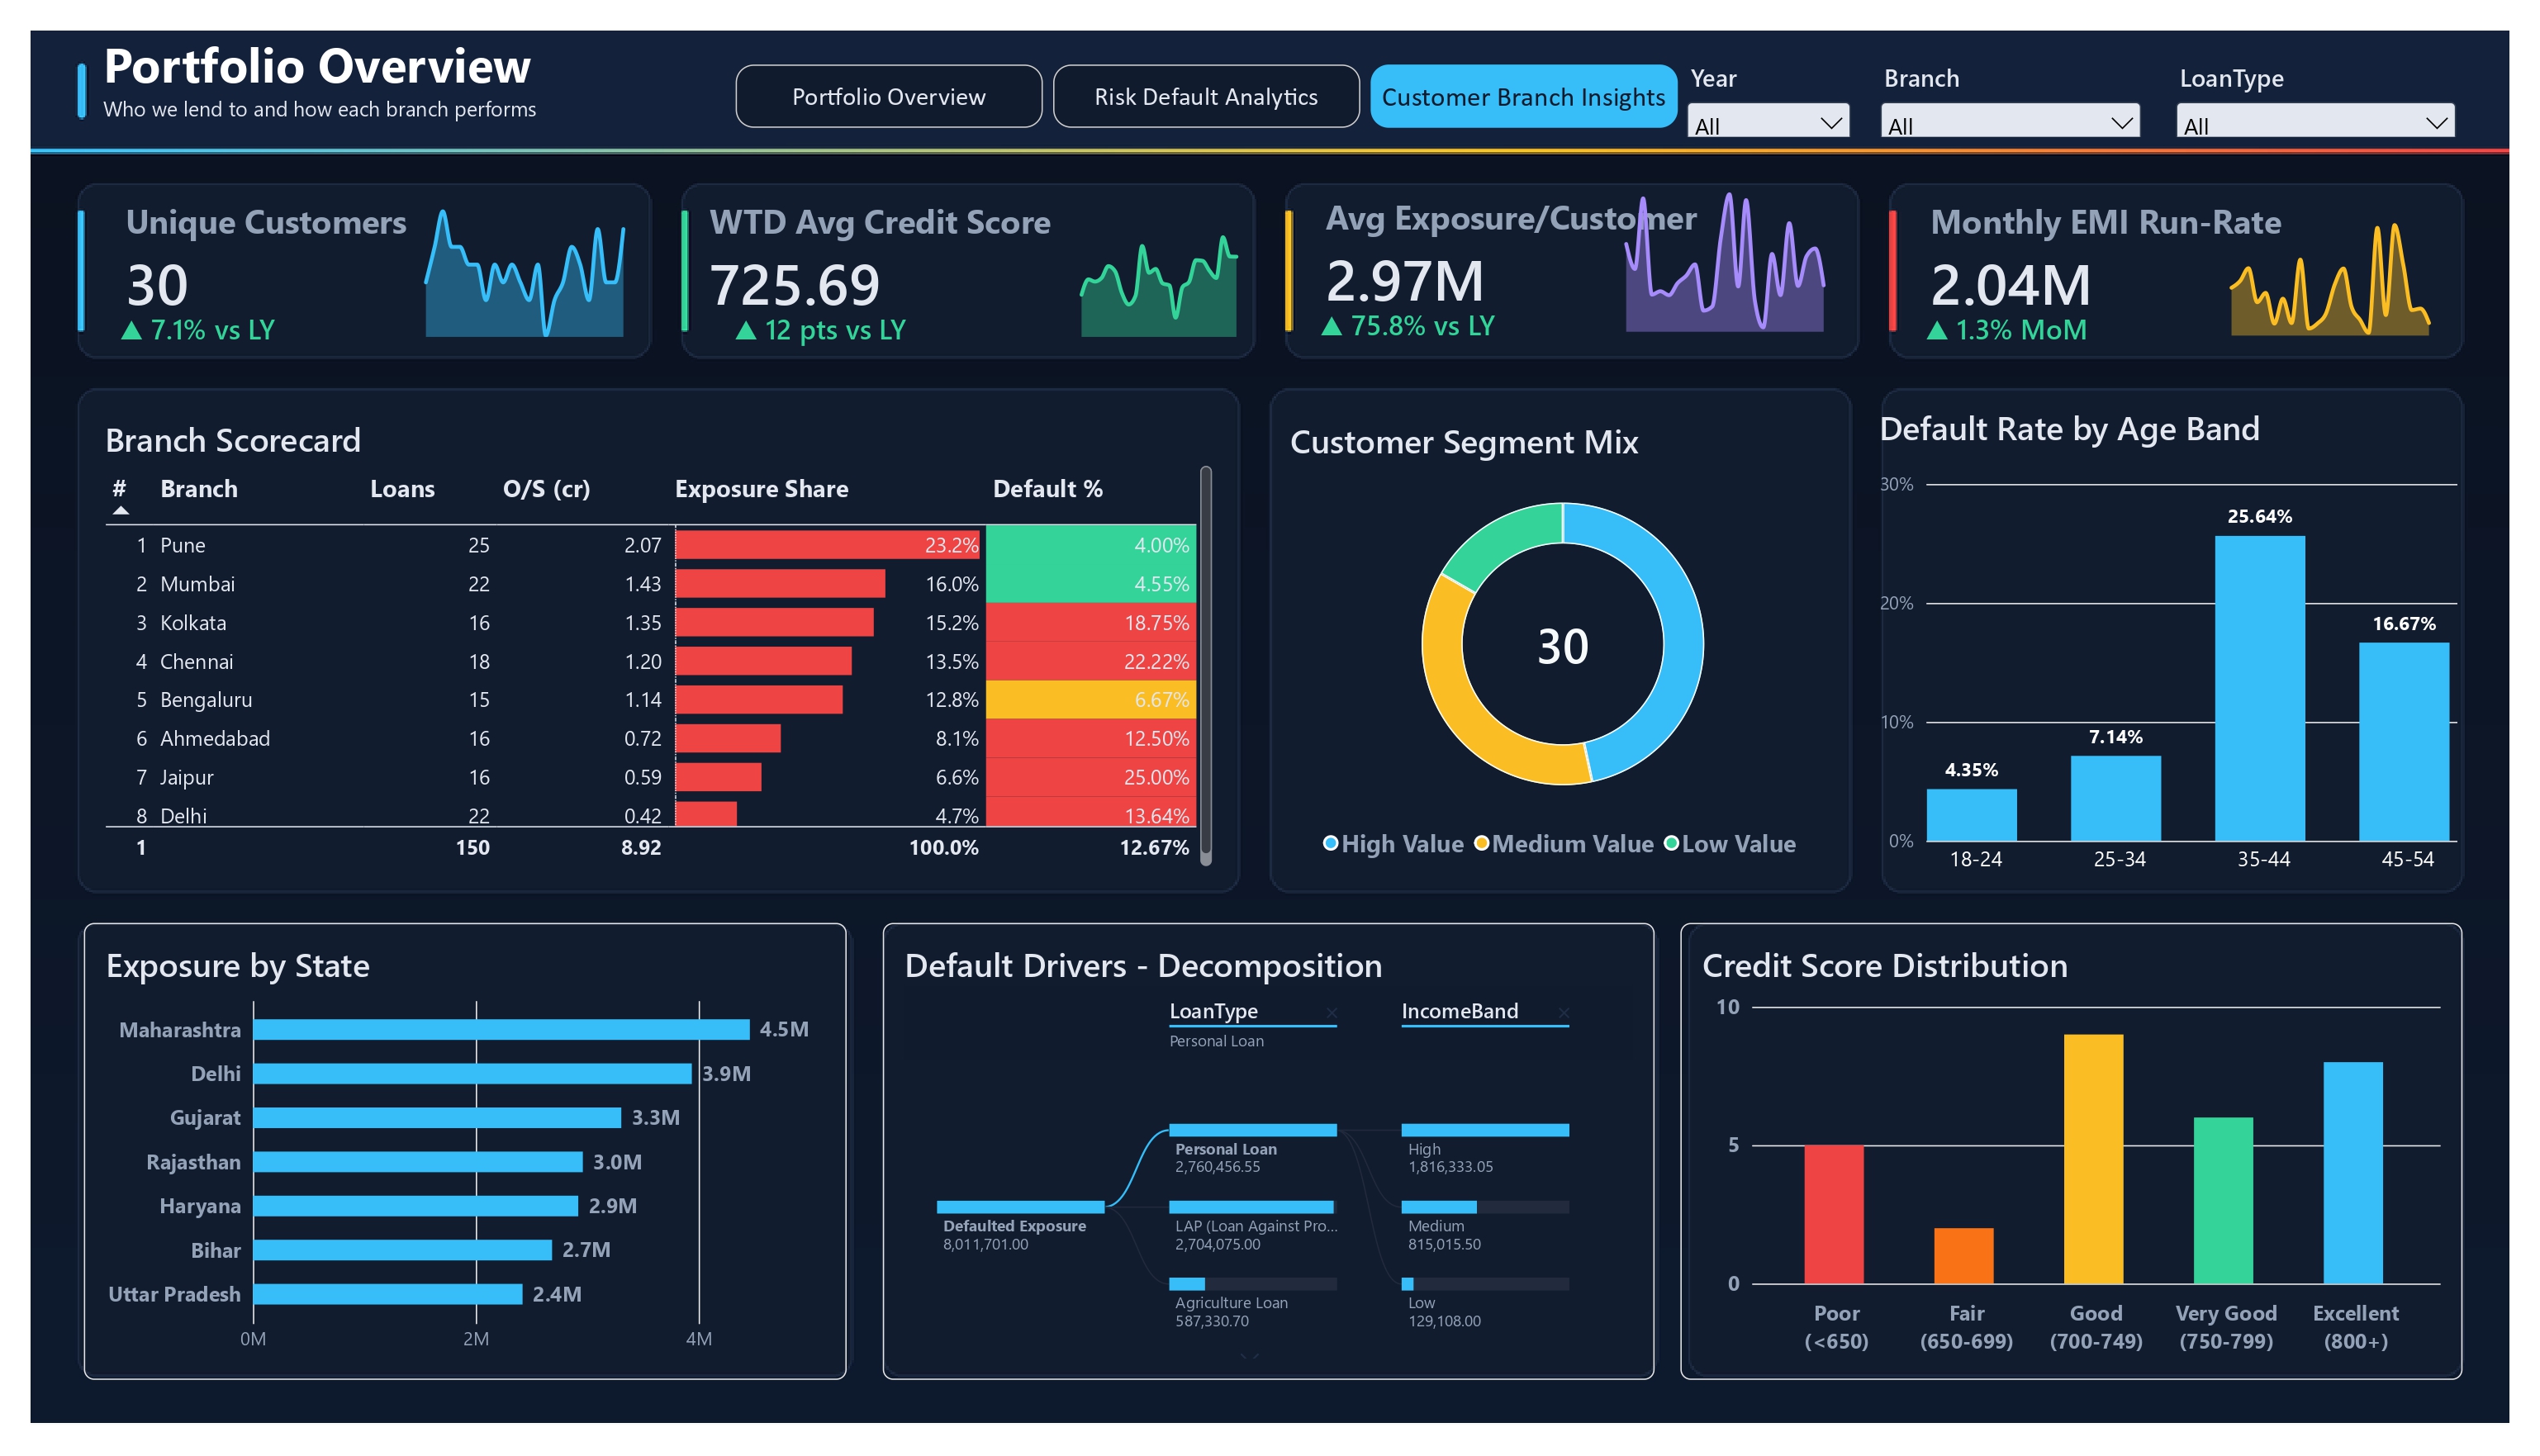 Portfolio Overview
Who we lend to and how each branch performs
Portfolio Overview
Risk Default Analytics
Customer Branch Insights
Year
All
Branch
All
LoanType
All
Unique Customers
30
▲ 7.1% vs LY
WTD Avg Credit Score
725.69
▲ 12 pts vs LY
Avg Exposure/Customer
2.97M
▲ 75.8% vs LY
Monthly EMI Run-Rate
2.04M
▲ 1.3% MoM
Branch Scorecard
# Branch Loans O/S (cr) Exposure Share Default %
1 Pune 25 2.07 23.2% 4.00%
2 Mumbai 22 1.43 16.0% 4.55%
3 Kolkata 16 1.35 15.2% 18.75%
4 Chennai 18 1.20 13.5% 22.22%
5 Bengaluru 15 1.14 12.8% 6.67%
6 Ahmedabad 16 0.72 8.1% 12.50%
7 Jaipur 16 0.59 6.6% 25.00%
8 Delhi 22 0.42 4.7% 13.64%
1 150 8.92 100.0% 12.67%
Customer Segment Mix
30
High Value Medium Value Low Value
Default Rate by Age Band
30%
20%
10%
0%
4.35%
7.14%
25.64%
16.67%
18-24 25-34 35-44 45-54
Exposure by State
Maharashtra 4.5M
Delhi 3.9M
Gujarat 3.3M
Rajasthan 3.0M
Haryana 2.9M
Bihar 2.7M
Uttar Pradesh 2.4M
0M 2M 4M
Default Drivers - Decomposition
LoanType
Personal Loan
IncomeBand
Defaulted Exposure
8,011,701.00
Personal Loan
2,760,456.55
LAP (Loan Against Pro...
2,704,075.00
Agriculture Loan
587,330.70
High
1,816,333.05
Medium
815,015.50
Low
129,108.00
Credit Score Distribution
10
5
0
Poor
(<650)
Fair
(650-699)
Good
(700-749)
Very Good
(750-799)
Excellent
(800+)